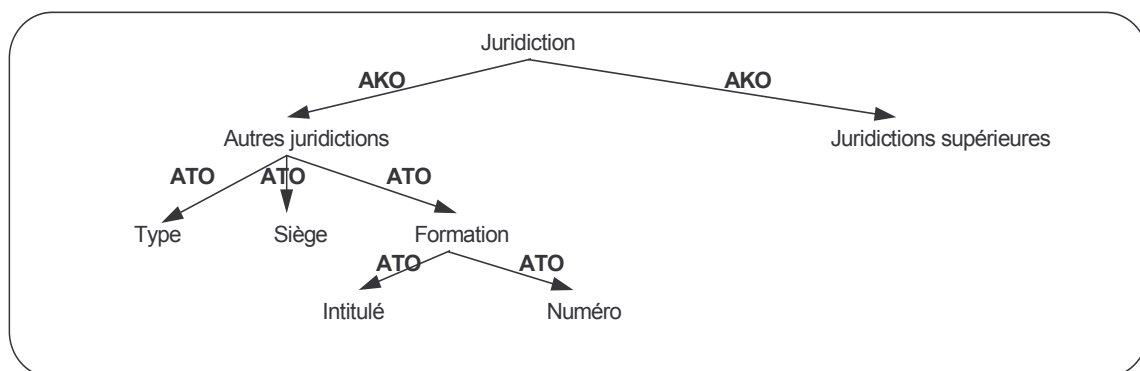 Juridiction
AKO AKO
Autres juridictions Juridictions supérieures
ATO ATO ATO
Type Siège Formation
ATO ATO
Intitulé Numéro